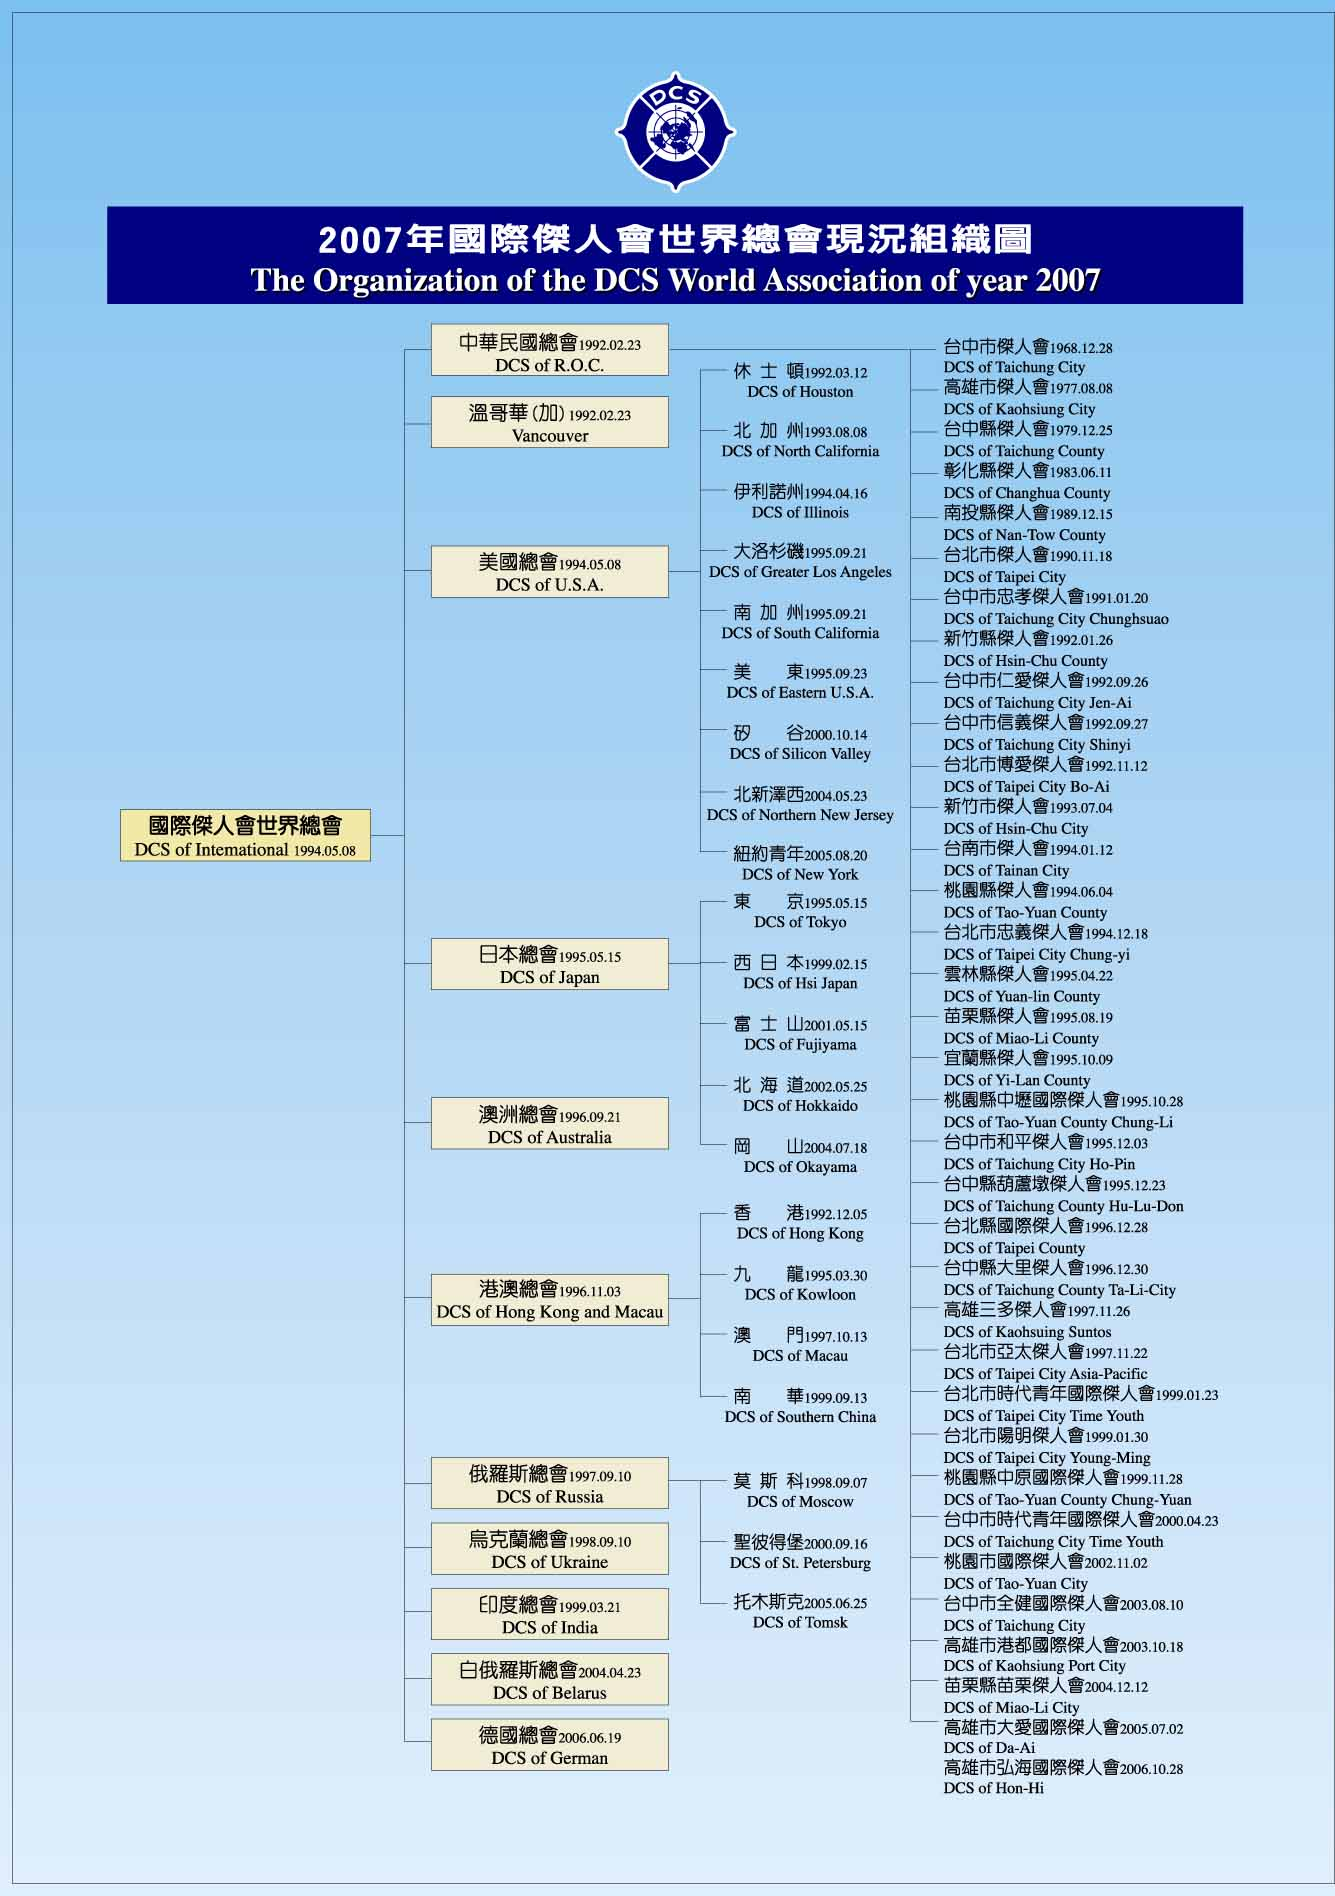 DCS
2007年國際傑人會世界總會現況組織圖
The Organization of the DCS World Association of year 2007
國際傑人會世界總會
DCS of Intemational 1994.05.08
中華民國總會1992.02.23
DCS of R.O.C.
溫哥華(加) 1992.02.23
Vancouver
美國總會1994.05.08
DCS of U.S.A.
日本總會1995.05.15
DCS of Japan
澳洲總會1996.09.21
DCS of Australia
港澳總會1996.11.03
DCS of Hong Kong and Macau
俄羅斯總會1997.09.10
DCS of Russia
烏克蘭總會1998.09.10
DCS of Ukraine
印度總會1999.03.21
DCS of India
白俄羅斯總會2004.04.23
DCS of Belarus
德國總會2006.06.19
DCS of German
休士頓1992.03.12
DCS of Houston
北加州1993.08.08
DCS of North California
伊利諾州1994.04.16
DCS of Illinois
大洛杉磯1995.09.21
DCS of Greater Los Angeles
南加州1995.09.21
DCS of South California
美東1995.09.23
DCS of Eastern U.S.A.
矽谷2000.10.14
DCS of Silicon Valley
北新澤西2004.05.23
DCS of Northern New Jersey
紐約青年2005.08.20
DCS of New York
東京1995.05.15
DCS of Tokyo
西日本1999.02.15
DCS of Hsi Japan
富士山2001.05.15
DCS of Fujiyama
北海道2002.05.25
DCS of Hokkaido
岡山2004.07.18
DCS of Okayama
香港1992.12.05
DCS of Hong Kong
九龍1995.03.30
DCS of Kowloon
澳門1997.10.13
DCS of Macau
南華1999.09.13
DCS of Southern China
莫斯科1998.09.07
DCS of Moscow
聖彼得堡2000.09.16
DCS of St. Petersburg
托木斯克2005.06.25
DCS of Tomsk
台中市傑人會1968.12.28
DCS of Taichung City
高雄市傑人會1977.08.08
DCS of Kaohsiung City
台中縣傑人會1979.12.25
DCS of Taichung County
彰化縣傑人會1983.06.11
DCS of Changhua County
南投縣傑人會1989.12.15
DCS of Nan-Tow County
台北市傑人會1990.11.18
DCS of Taipei City
台中市忠孝傑人會1991.01.20
DCS of Taichung City Chunghsuao
新竹縣傑人會1992.01.26
DCS of Hsin-Chu County
台中市仁愛傑人會1992.09.26
DCS of Taichung City Jen-Ai
台中市信義傑人會1992.09.27
DCS of Taichung City Shinyi
台北市博愛傑人會1992.11.12
DCS of Taipei City Bo-Ai
新竹市傑人會1993.07.04
DCS of Hsin-Chu City
台南市傑人會1994.01.12
DCS of Tainan City
桃園縣傑人會1994.06.04
DCS of Tao-Yuan County
台北市忠義傑人會1994.12.18
DCS of Taipei City Chung-yi
雲林縣傑人會1995.04.22
DCS of Yuan-lin County
苗栗縣傑人會1995.08.19
DCS of Miao-Li County
宜蘭縣傑人會1995.10.09
DCS of Yi-Lan County
桃園縣中壢國際傑人會1995.10.28
DCS of Tao-Yuan County Chung-Li
台中市和平傑人會1995.12.03
DCS of Taichung City Ho-Pin
台中縣葫蘆墩傑人會1995.12.23
DCS of Taichung County Hu-Lu-Don
台北縣國際傑人會1996.12.28
DCS of Taipei County
台中縣大里傑人會1996.12.30
DCS of Taichung County Ta-Li-City
高雄三多傑人會1997.11.26
DCS of Kaohsuing Suntos
台北市亞太傑人會1997.11.22
DCS of Taipei City Asia-Pacific
台北市時代青年國際傑人會1999.01.23
DCS of Taipei City Time Youth
台北市陽明傑人會1999.01.30
DCS of Taipei City Young-Ming
桃園縣中原國際傑人會1999.11.28
DCS of Tao-Yuan County Chung-Yuan
台中市時代青年國際傑人會2000.04.23
DCS of Taichung City Time Youth
桃園市國際傑人會2002.11.02
DCS of Tao-Yuan City
台中市全健國際傑人會2003.08.10
DCS of Taichung City
高雄市港都國際傑人會2003.10.18
DCS of Kaohsiung Port City
苗栗縣苗栗傑人會2004.12.12
DCS of Miao-Li City
高雄市大愛國際傑人會2005.07.02
DCS of Da-Ai
高雄市弘海國際傑人會2006.10.28
DCS of Hon-Hi